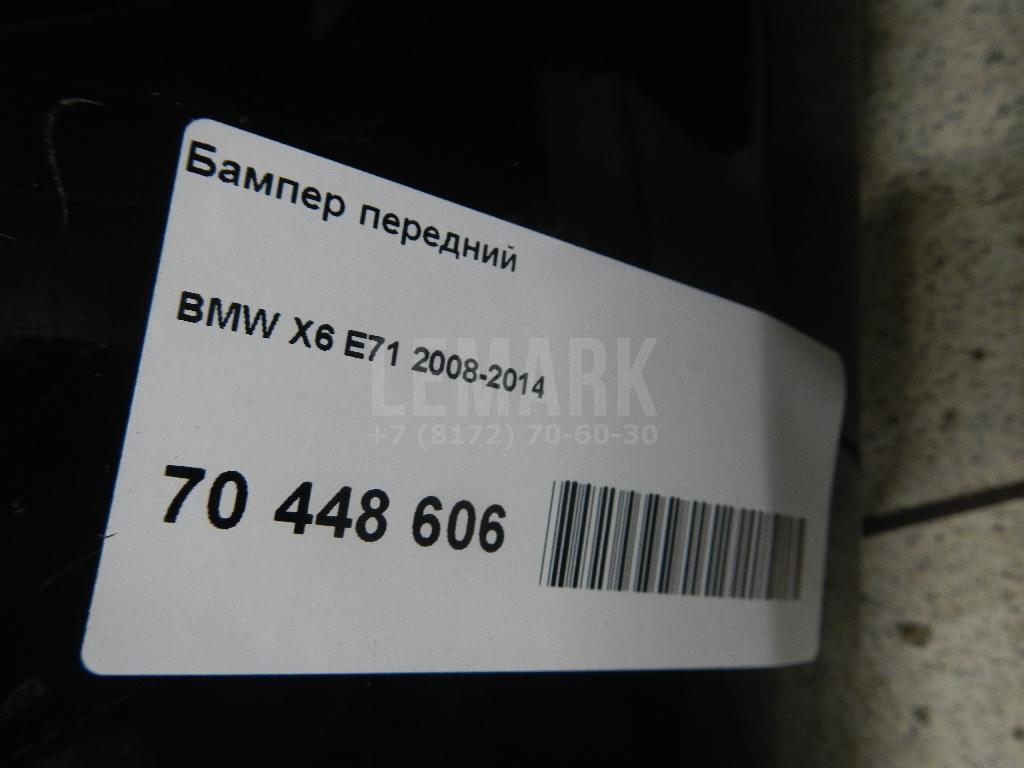 Бампер передний
BMW X6 E71 2008-2014
LEMARK
+7 (8172) 70-60-30
70 448 606